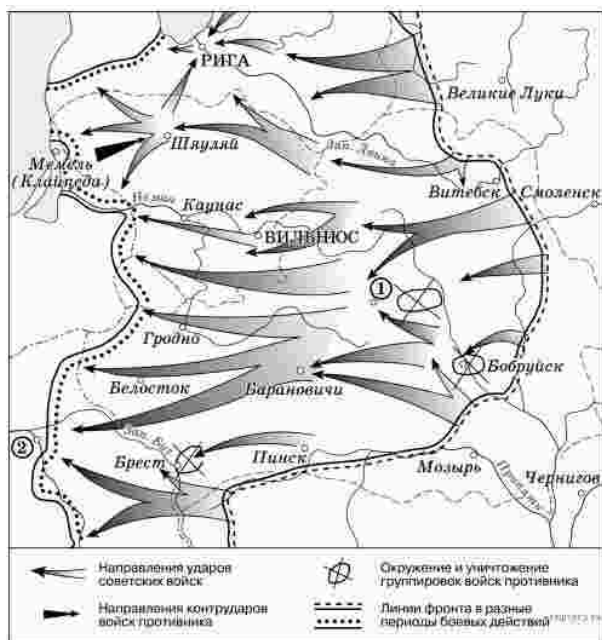 РИГА
Великие Луки
Шяуляй
Зап. Двина
Мемель
(Клайпеда)
Витебск
Смоленск
Неман
Каунас
ВИЛЬНЮС
1
Гродно
Бобруйск
Белосток
Барановичи
2
Зап. Буг
Брест
Пинск
Мозырь
Припять
Чернигов
Направления ударов
советских войск
Окружение и уничтожение
группировок войск противника
Направления контрударов
войск противника
Линии фронта в разные
периоды боевых действий